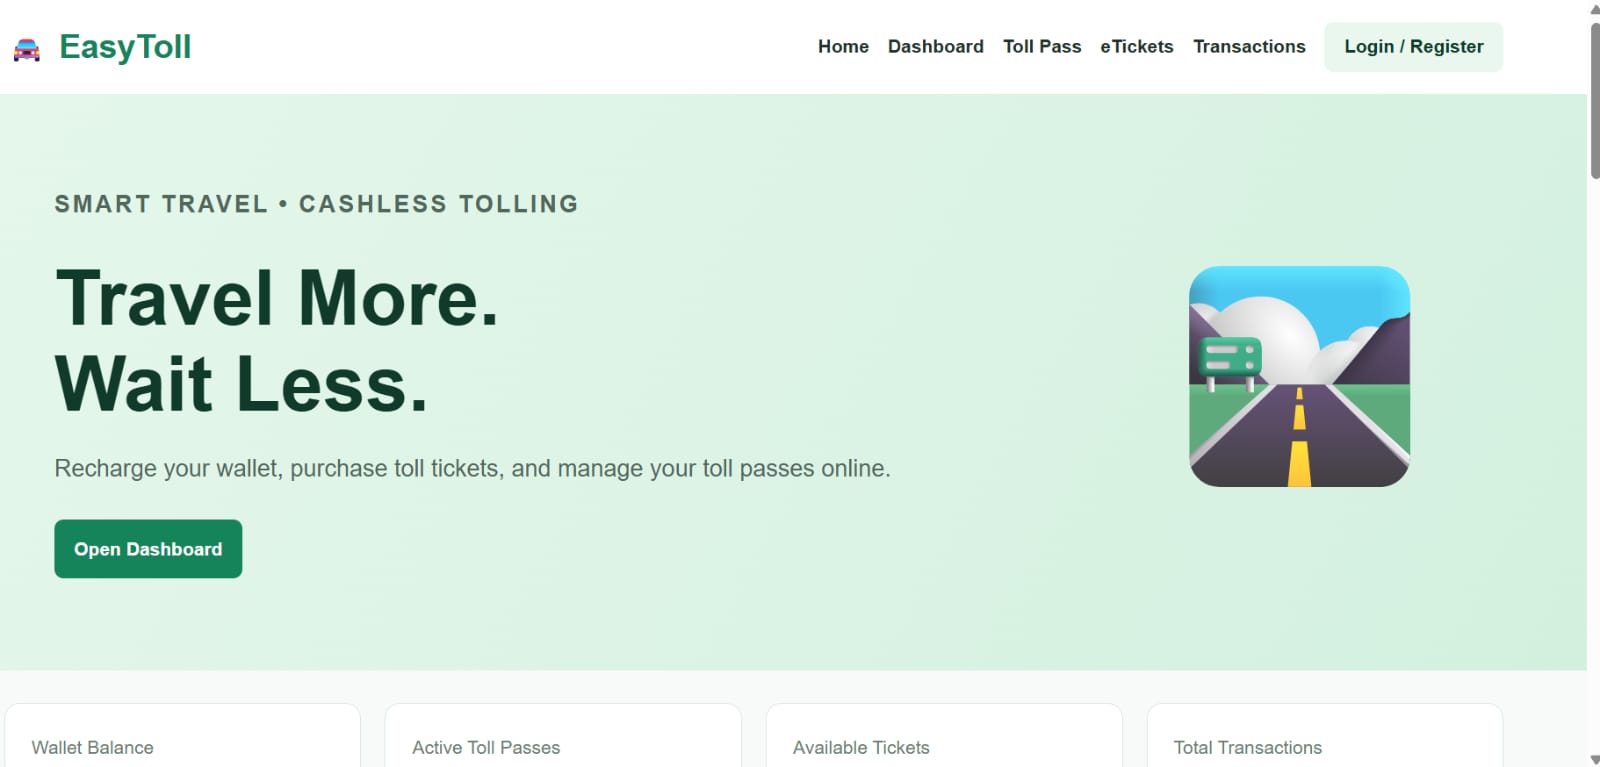 EasyToll
Home Dashboard Toll Pass eTickets Transactions Login / Register
SMART TRAVEL • CASHLESS TOLLING
Travel More.
Wait Less.
Recharge your wallet, purchase toll tickets, and manage your toll passes online.
Open Dashboard
Wallet Balance Active Toll Passes Available Tickets Total Transactions